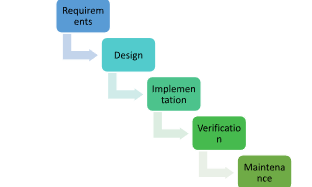 Requirem
ents
Design
Implemen
tation
Verificatio
n
Maintena
nce